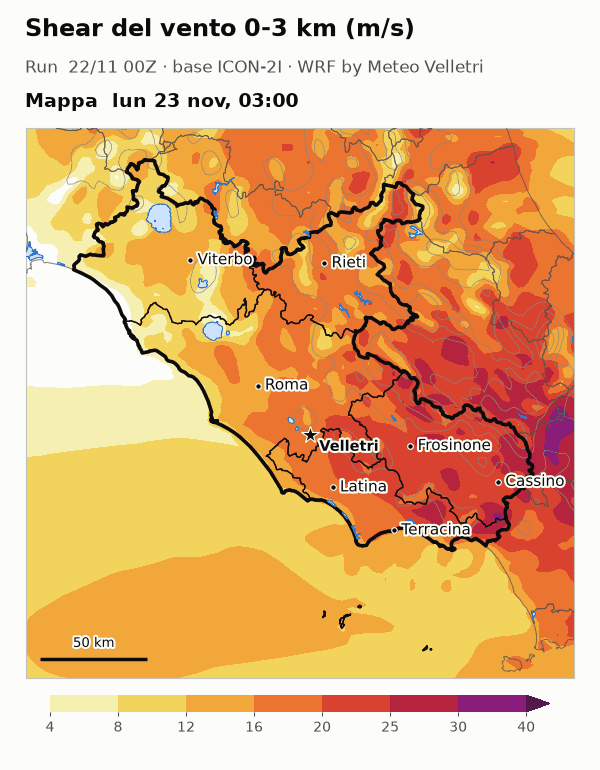 Shear del vento 0-3 km (m/s)
Run 22/11 00Z · base ICON-2I · WRF by Meteo Velletri
Mappa lun 23 nov, 03:00
Viterbo
Rieti
Roma
Velletri
Frosinone
Latina
Cassino
Terracina
50 km
4 8 12 16 20 25 30 40